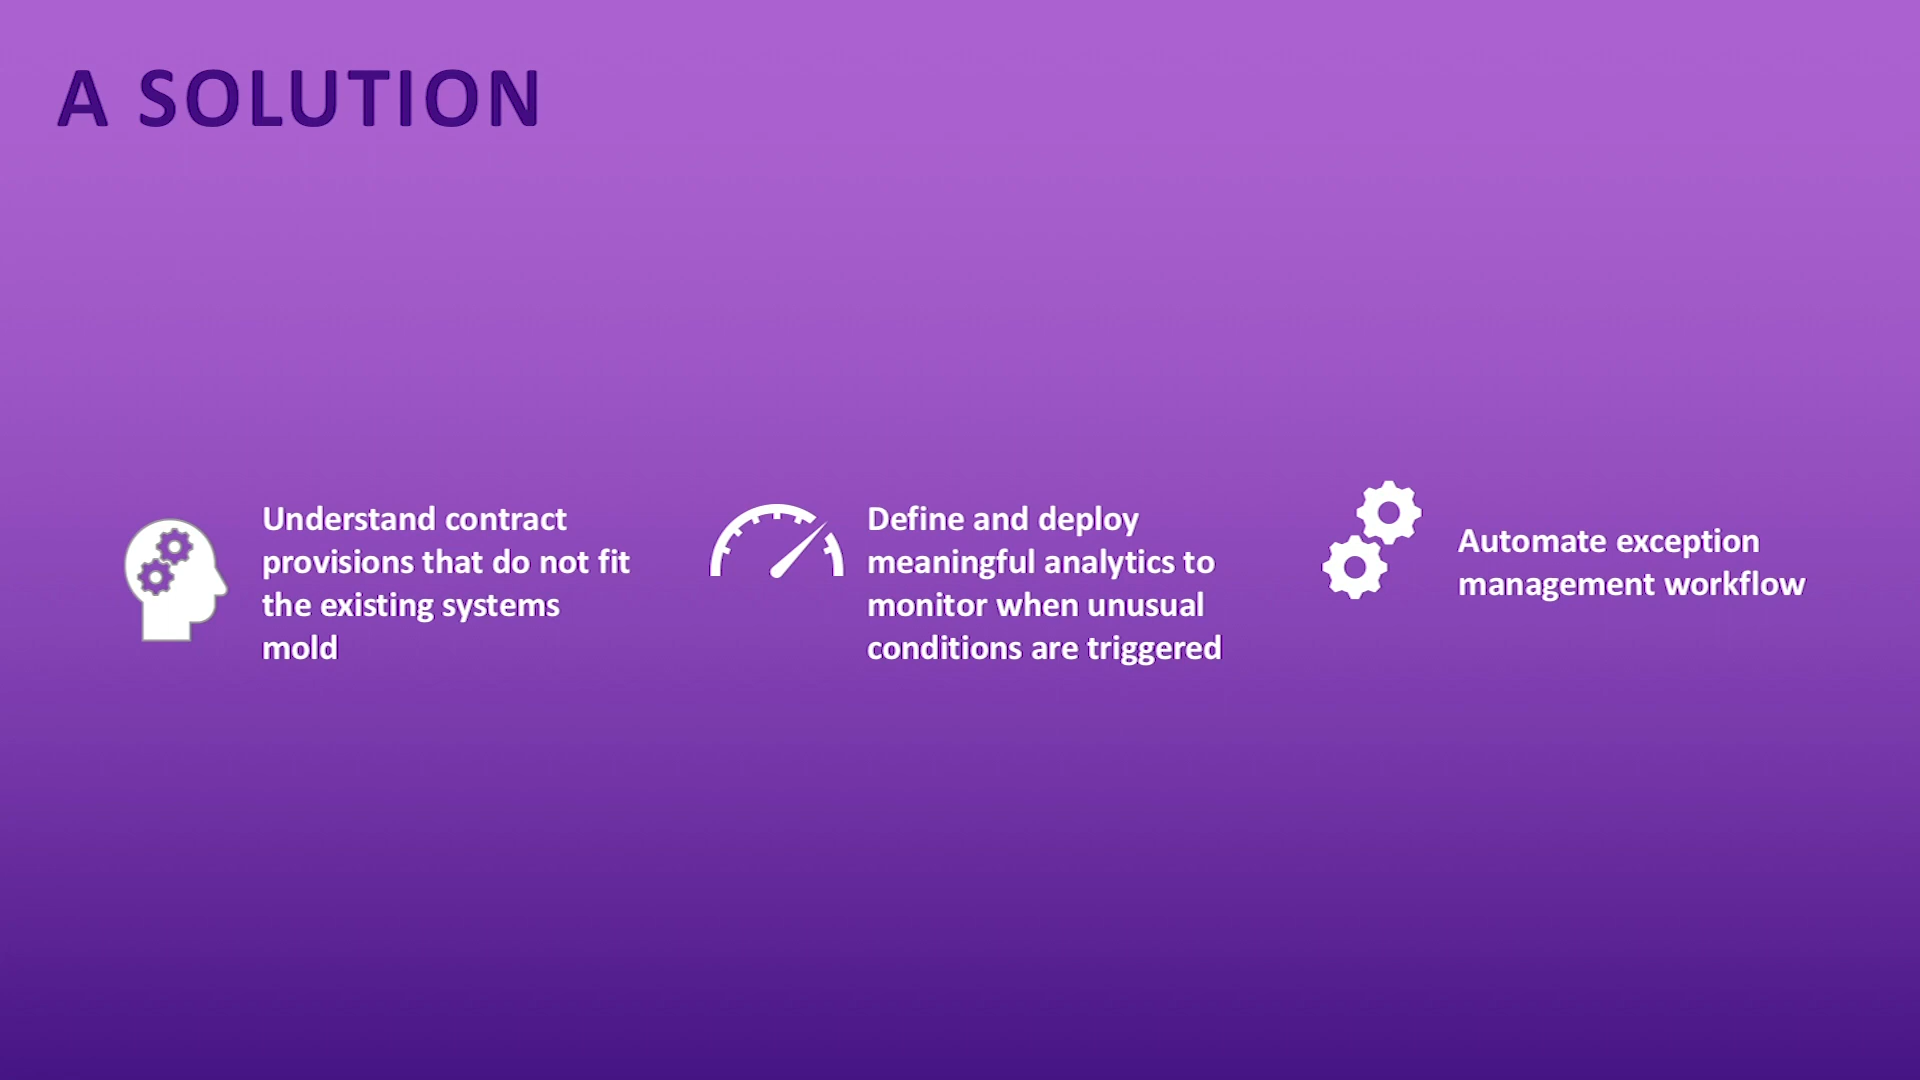 A SOLUTION
Understand contract
provisions that do not fit
the existing systems
mold
Define and deploy
meaningful analytics to
monitor when unusual
conditions are triggered
Automate exception
management workflow